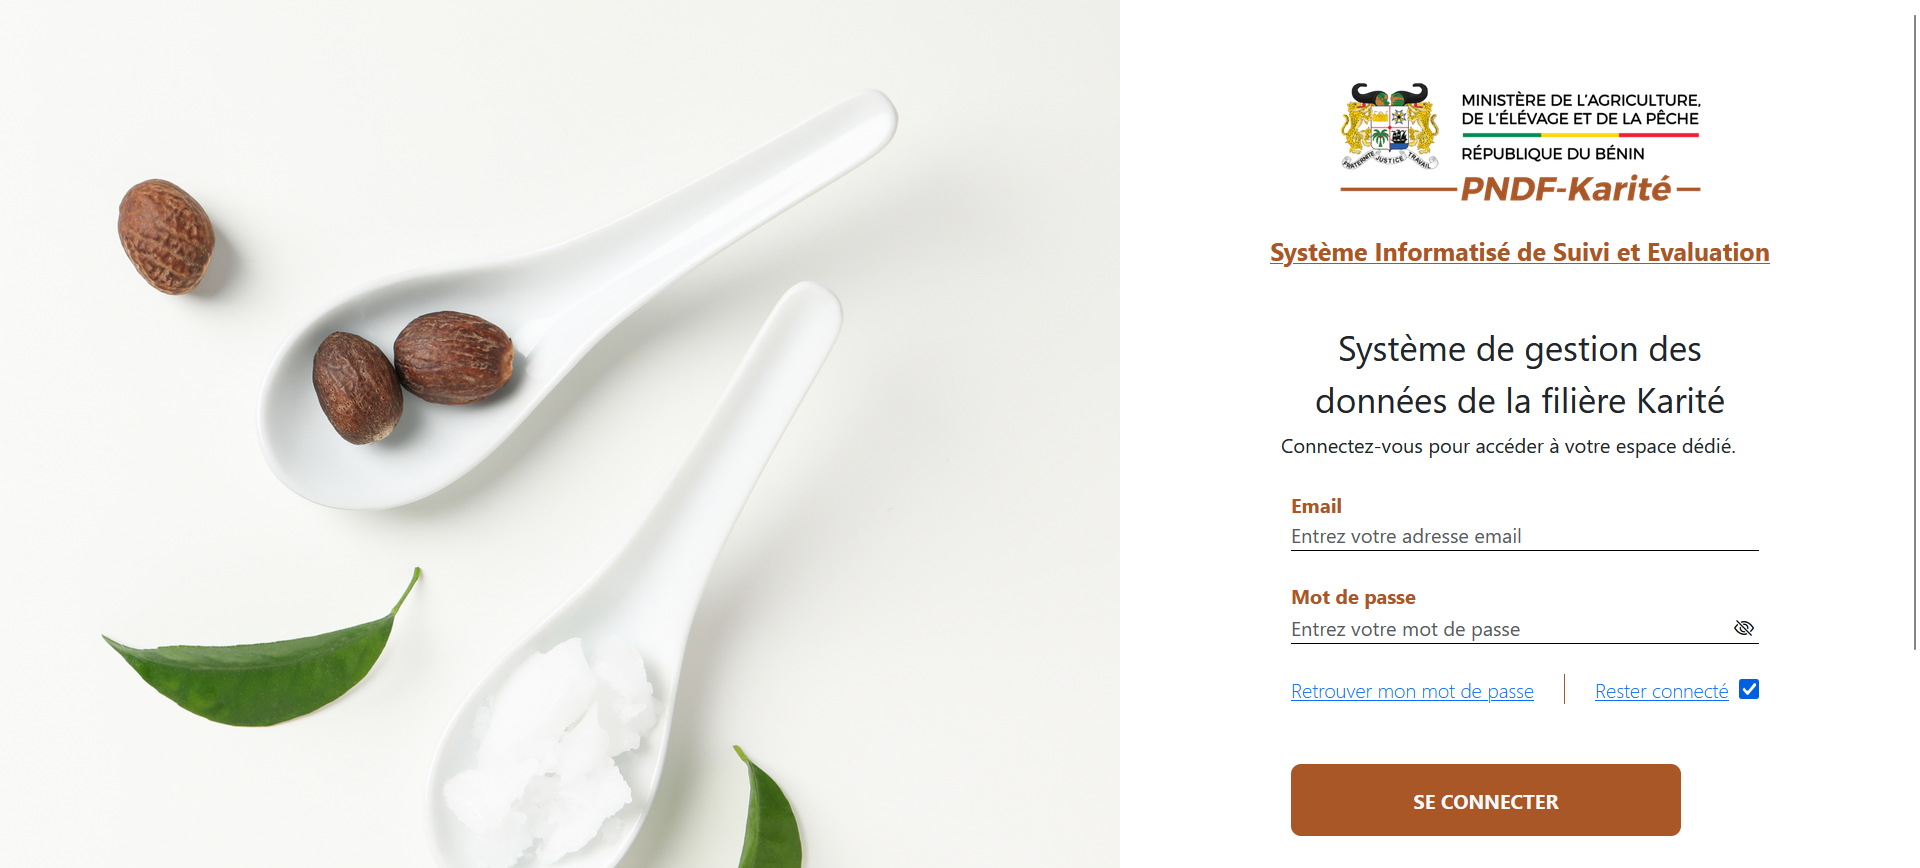 MINISTÈRE DE L'AGRICULTURE,
DE L'ÉLÉVAGE ET DE LA PÊCHE
RÉPUBLIQUE DU BÉNIN
FRATERNITÉ JUSTICE TRAVAIL
PNDF-Karité
Système Informatisé de Suivi et Evaluation
Système de gestion des
données de la filière Karité
Connectez-vous pour accéder à votre espace dédié.
Email
Entrez votre adresse email
Mot de passe
Entrez votre mot de passe
Retrouver mon mot de passe
Rester connecté
SE CONNECTER